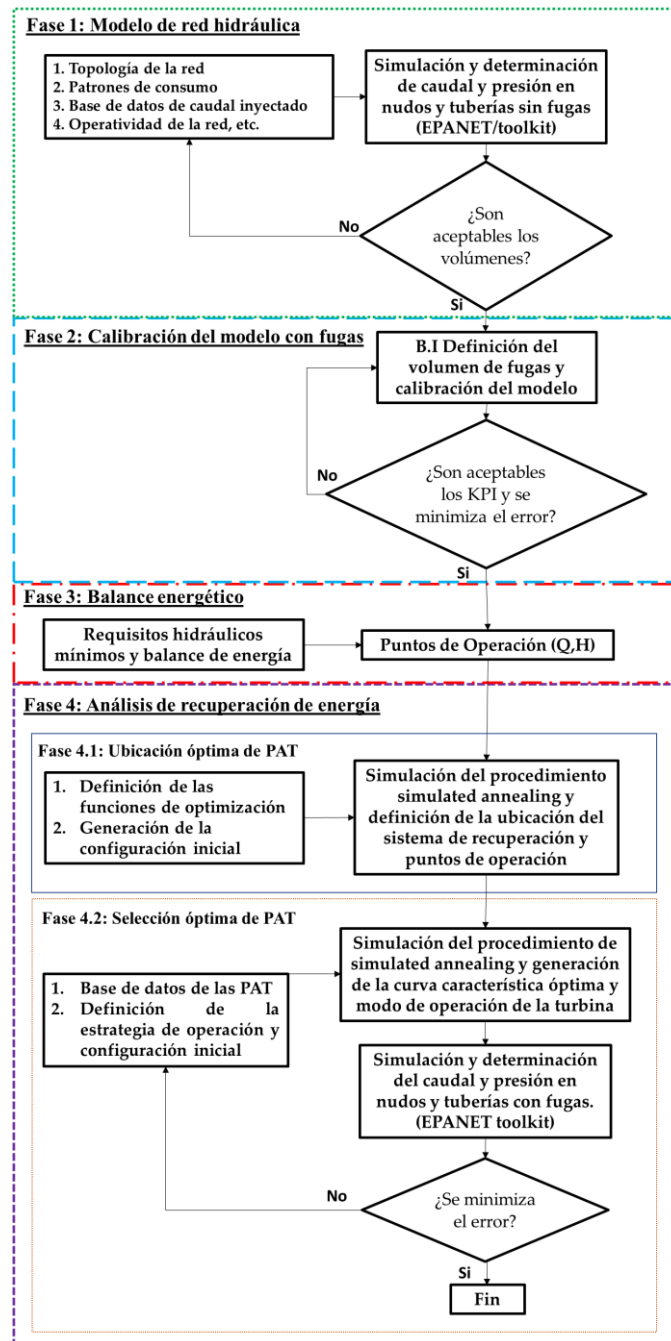 Fase 1: Modelo de red hidráulica
1. Topología de la red
2. Patrones de consumo
3. Base de datos de caudal inyectado
4. Operatividad de la red, etc.
Simulación y determinación
de caudal y presión en
nudos y tuberías sin fugas
(EPANET/toolkit)
No
¿Son
aceptables los
volúmenes?
Si
Fase 2: Calibración del modelo con fugas
B.I Definición del
volumen de fugas y
calibración del modelo
No
¿Son aceptables
los KPI y se
minimiza el error?
Si
Fase 3: Balance energético
Requisitos hidráulicos
mínimos y balance de energía
Puntos de Operación (Q,H)
Fase 4: Análisis de recuperación de energía
Fase 4.1: Ubicación óptima de PAT
1. Definición de las
funciones de optimización
2. Generación de la
configuración inicial
Simulación del procedimiento
simulated annealing y
definición de la ubicación del
sistema de recuperación y
puntos de operación
Fase 4.2: Selección óptima de PAT
1. Base de datos de las PAT
2. Definición de la
estrategia de operación y
configuración inicial
Simulación del procedimiento de
simulated annealing y generación
de la curva característica óptima y
modo de operación de la turbina
Simulación y determinación
del caudal y presión en
nudos y tuberías con fugas.
(EPANET toolkit)
No
¿Se minimiza
el error?
Si
Fin